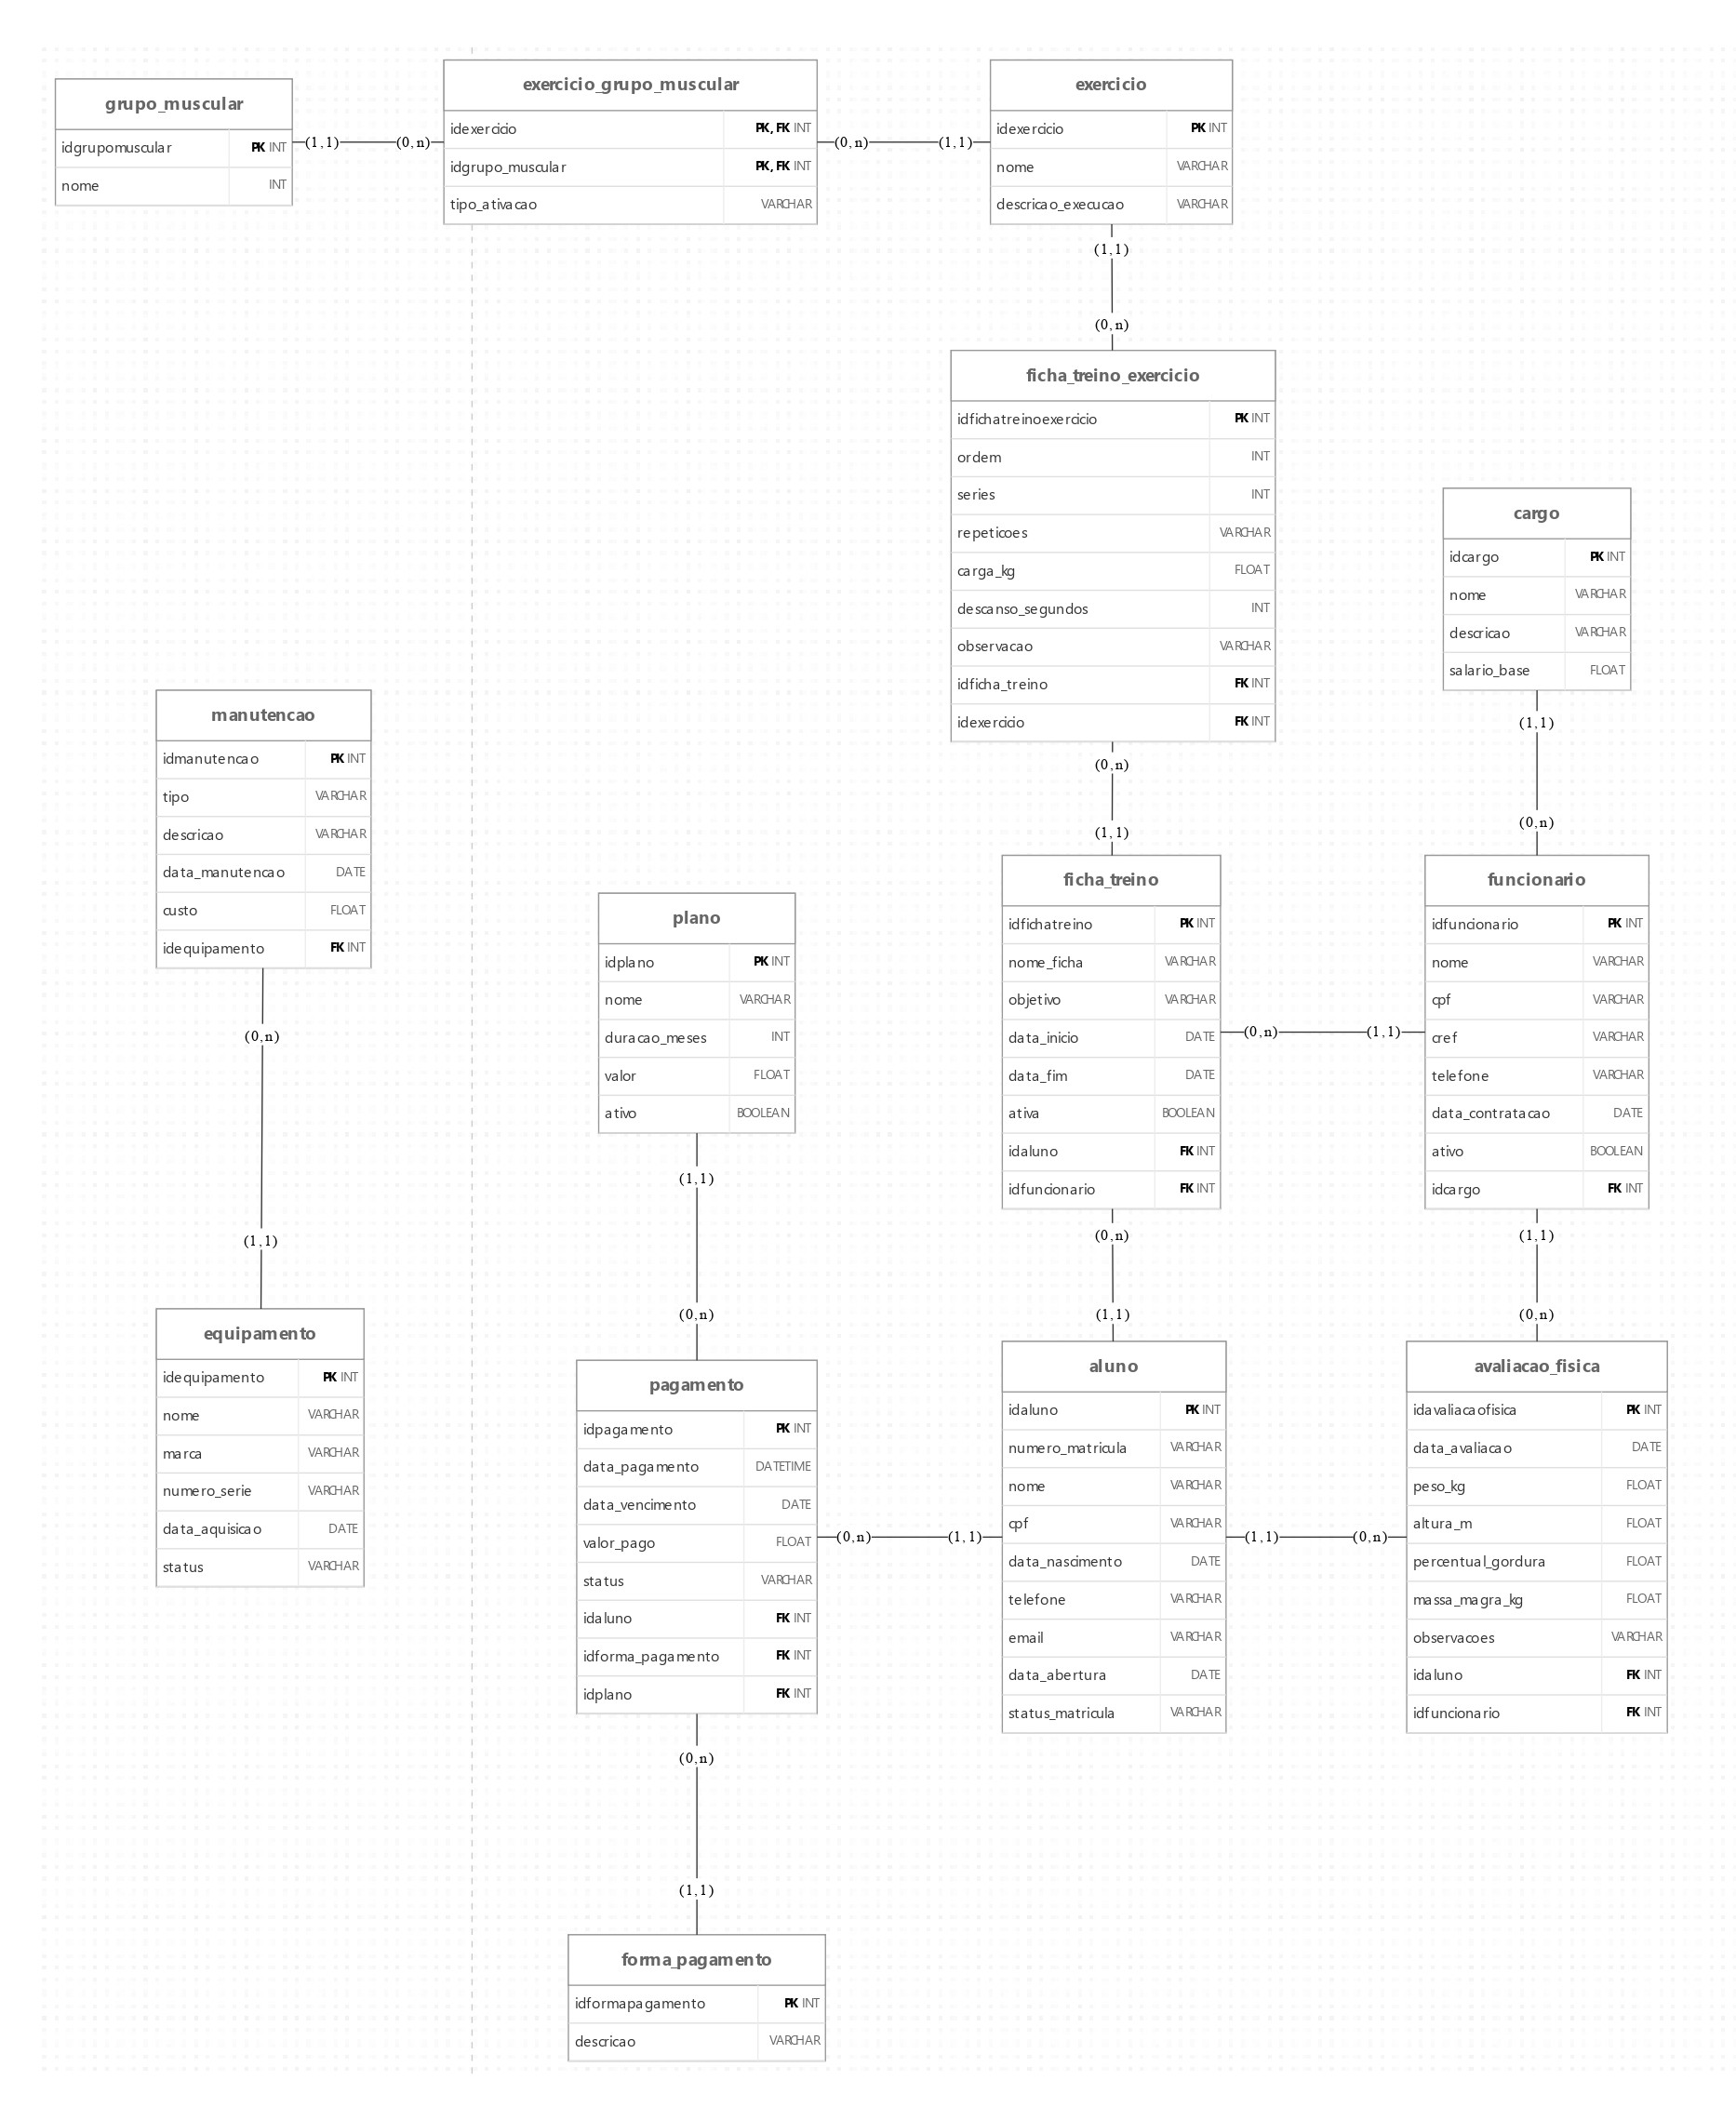 grupo_muscular
idgrupomuscular PK INT
nome INT
(1,1)
(0,n)
exercicio_grupo_muscular
idexercicio PK, FK INT
idgrupo_muscular PK, FK INT
tipo_ativacao VARCHAR
(0,n)
(1,1)
exercicio
idexercicio PK INT
nome VARCHAR
descricao_execucao VARCHAR
(1,1)
(0,n)
ficha_treino_exercicio
idfichatreinoexercicio PK INT
ordem INT
series INT
repeticoes VARCHAR
carga_kg FLOAT
descanso_segundos INT
observacao VARCHAR
idficha_treino FK INT
idexercicio FK INT
(0,n)
(1,1)
cargo
idcargo PK INT
nome VARCHAR
descricao VARCHAR
salario_base FLOAT
(1,1)
(0,n)
manutencao
idmanutencao PK INT
tipo VARCHAR
descricao VARCHAR
data_manutencao DATE
custo FLOAT
idequipamento FK INT
(0,n)
(1,1)
plano
idplano PK INT
nome VARCHAR
duracao_meses INT
valor FLOAT
ativo BOOLEAN
(1,1)
(0,n)
ficha_treino
idfichatreino PK INT
nome_ficha VARCHAR
objetivo VARCHAR
data_inicio DATE
data_fim DATE
ativa BOOLEAN
idaluno FK INT
idfuncionario FK INT
(0,n)
(1,1)
funcionario
idfuncionario PK INT
nome VARCHAR
cpf VARCHAR
cref VARCHAR
telefone VARCHAR
data_contratacao DATE
ativo BOOLEAN
idcargo FK INT
(0,n)
(1,1)
(1,1)
(0,n)
equipamento
idequipamento PK INT
nome VARCHAR
marca VARCHAR
numero_serie VARCHAR
data_aquisicao DATE
status VARCHAR
pagamento
idpagamento PK INT
data_pagamento DATETIME
data_vencimento DATE
valor_pago FLOAT
status VARCHAR
idaluno FK INT
idforma_pagamento FK INT
idplano FK INT
(0,n)
(1,1)
aluno
idaluno PK INT
numero_matricula VARCHAR
nome VARCHAR
cpf VARCHAR
data_nascimento DATE
telefone VARCHAR
email VARCHAR
data_abertura DATE
status_matricula VARCHAR
(1,1)
(0,n)
avaliacao_fisica
idavaliacaofisica PK INT
data_avaliacao DATE
peso_kg FLOAT
altura_m FLOAT
percentual_gordura FLOAT
massa_magra_kg FLOAT
observacoes VARCHAR
idaluno FK INT
idfuncionario FK INT
(0,n)
(1,1)
forma_pagamento
idformapagamento PK INT
descricao VARCHAR